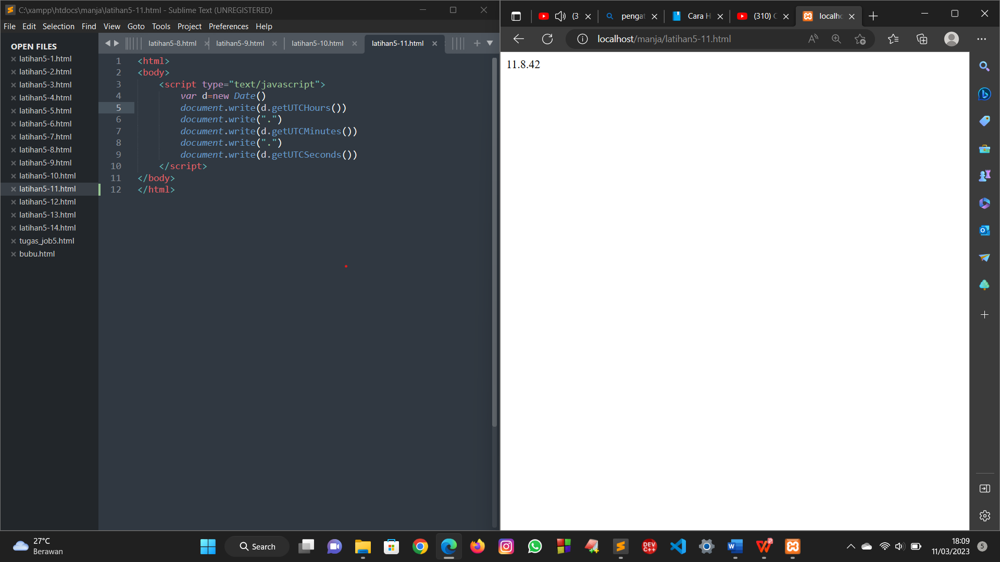 C:\xampp\htdocs\manja\latihan5-11.html - Sublime Text (UNREGISTERED)
File Edit Selection Find View Goto Tools Project Preferences Help
OPEN FILES
latihan5-1.html
latihan5-2.html
latihan5-3.html
latihan5-4.html
latihan5-5.html
latihan5-6.html
latihan5-7.html
latihan5-8.html
latihan5-9.html
latihan5-10.html
latihan5-11.html
latihan5-12.html
latihan5-13.html
latihan5-14.html
tugas_job5.html
bubu.html
latihan5-8.html latihan5-9.html latihan5-10.html latihan5-11.html
1 <html>
2 <body>
3 <script type="text/javascript">
4 var d=new Date()
5 document.write(d.getUTCHours())
6 document.write(".")
7 document.write(d.getUTCMinutes())
8 document.write(".")
9 document.write(d.getUTCSeconds())
10 </script>
11 </body>
12 </html>
(3 pengat Cara H (310) localho
localhost/manja/latihan5-11.html
11.8.42
27°C
Berawan
Search
DEV C++
2
18:09
11/03/2023
5